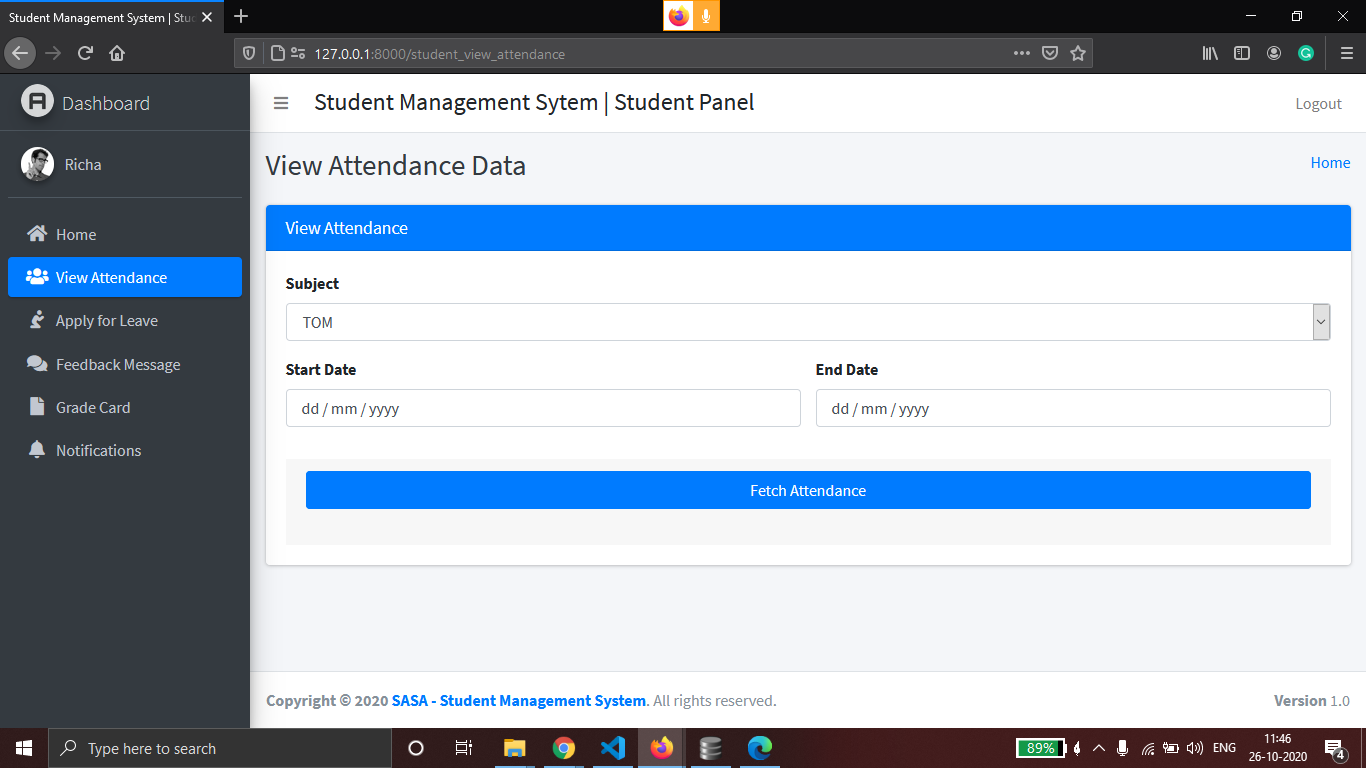 Student Management System | Stud
127.0.0.1:8000/student_view_attendance
Dashboard
Student Management Sytem | Student Panel
Logout
Richa
View Attendance Data
Home
Home
View Attendance
Apply for Leave
Feedback Message
Grade Card
Notifications
View Attendance
Subject
TOM
Start Date
End Date
dd / mm / yyyy
dd / mm / yyyy
Fetch Attendance
Copyright © 2020 SASA - Student Management System. All rights reserved.
Version 1.0
Type here to search
89%
ENG
11:46
26-10-2020
4